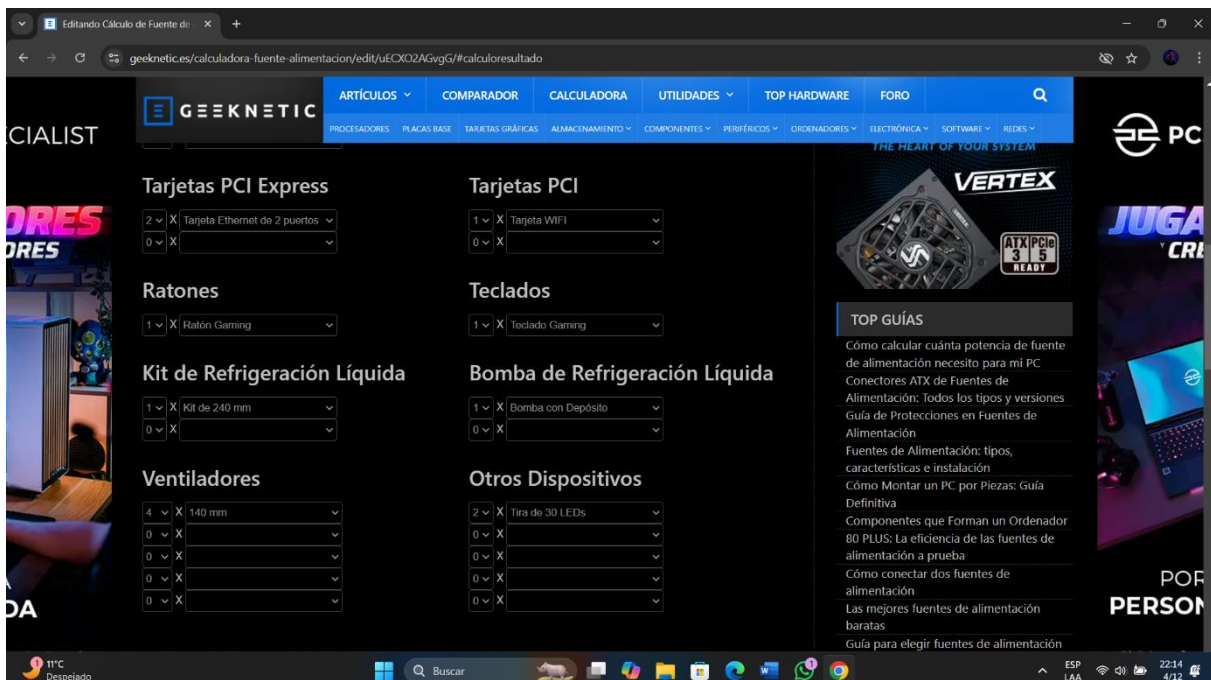 Editando Cálculo de Fuente de
geeknetic.es/calculadora-fuente-alimentacion/edit/uECXO2AGvgG/#calculoresultado
GEEKNETIC
ARTÍCULOS COMPARADOR CALCULADORA UTILIDADES TOP HARDWARE FORO
PROCESADORES PLACAS BASE TARJETAS GRÁFICAS ALMACENAMIENTO COMPONENTES PERIFÉRICOS ORDENADORES ELECTRÓNICA SOFTWARE REDES
CIALIST
PC
THE HEART OF YOUR SYSTEM
VERTEX
ATX PCIe
3 5
READY
DORES
DRES
JUGA
Y CRE
Tarjetas PCI Express
2 X Tarjeta Ethernet de 2 puertos
0 X
Tarjetas PCI
1 X Tarjeta WIFI
0 X
Ratones
1 X Ratón Gaming
Teclados
1 X Teclado Gaming
Kit de Refrigeración Líquida
1 X Kit de 240 mm
0 X
Bomba de Refrigeración Líquida
1 X Bomba con Depósito
0 X
Ventiladores
4 X 140 mm
0 X
0 X
0 X
0 X
Otros Dispositivos
2 X Tira de 30 LEDs
0 X
0 X
0 X
0 X
TOP GUÍAS
Cómo calcular cuánta potencia de fuente
de alimentación necesito para mi PC
Conectores ATX de Fuentes de
Alimentación: Todos los tipos y versiones
Guía de Protecciones en Fuentes de
Alimentación
Fuentes de Alimentación: tipos,
características e instalación
Cómo Montar un PC por Piezas: Guía
Definitiva
Componentes que Forman un Ordenador
80 PLUS: La eficiencia de las fuentes de
alimentación a prueba
Cómo conectar dos fuentes de
alimentación
Las mejores fuentes de alimentación
baratas
Guía para elegir fuentes de alimentación
A
DA
POR
PERSON
1
11°C
Despejado
Buscar
ESP
LAA
22:14
4/12